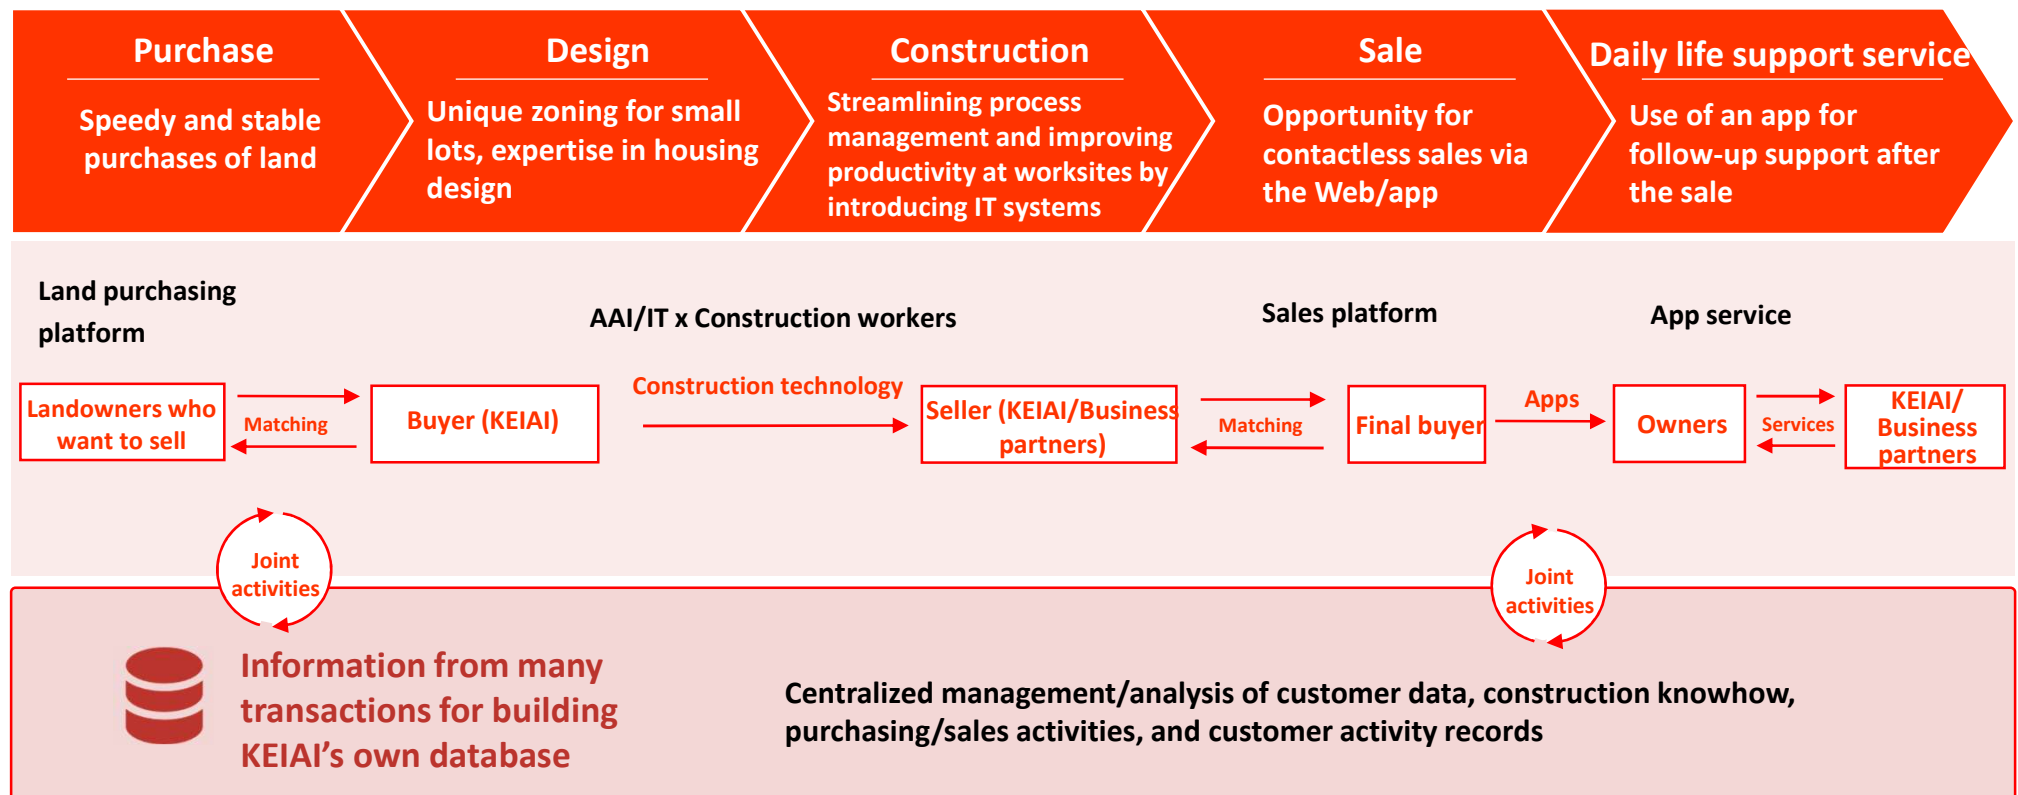 Purchase
Speedy and stable
purchases of land
Design
Unique zoning for small
lots, expertise in housing
design
Construction
Streamlining process
management and improving
productivity at worksites by
introducing IT systems
Sale
Opportunity for
contactless sales via
the Web/app
Daily life support service
Use of an app for
follow-up support after
the sale
Land purchasing
platform
AAI/IT x Construction workers
Sales platform
App service
Landowners who
want to sell
Matching
Buyer (KEIAI)
Construction technology
Seller (KEIAI/Business
partners)
Matching
Final buyer
Apps
Owners
Services
KEIAI/
Business
partners
Joint
activities
Joint
activities
Information from many
transactions for building
KEIAI’s own database
Centralized management/analysis of customer data, construction knowhow,
purchasing/sales activities, and customer activity records